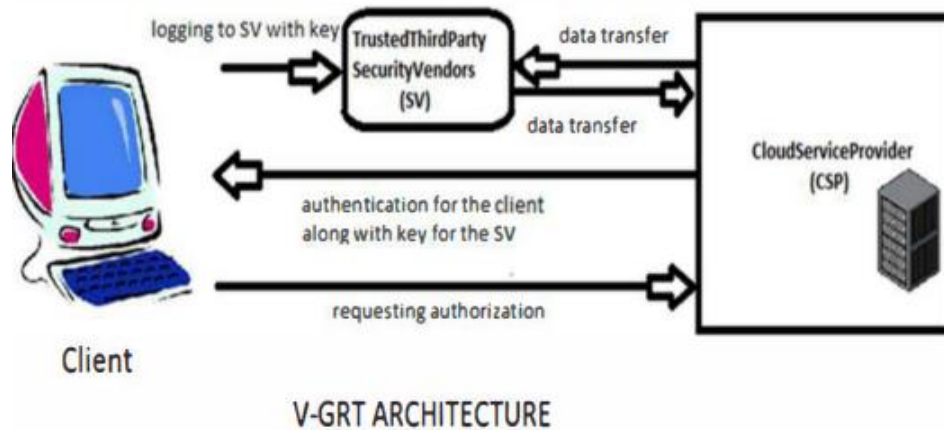 logging to SV with key
TrustedThirdParty
SecurityVendors
(SV)
data transfer
data transfer
CloudServiceProvider
(CSP)
authentication for the client
along with key for the SV
requesting authorization
Client
V-GRT ARCHITECTURE